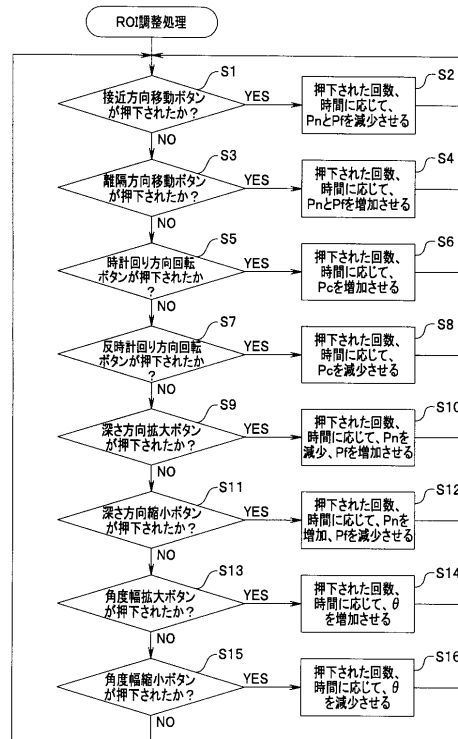 ROI調整処理
S1
接近方向移動ボタン
が押下されたか？
YES
NO
S2
押下された回数、
時間に応じて、
PnとPfを減少させる
S3
離隔方向移動ボタン
が押下されたか？
YES
NO
S4
押下された回数、
時間に応じて、
PnとPfを増加させる
S5
時計回り方向回転
ボタンが押下されたか
？
YES
NO
S6
押下された回数、
時間に応じて、
Pcを増加させる
S7
反時計回り方向回転
ボタンが押下されたか
？
YES
NO
S8
押下された回数、
時間に応じて、
Pcを減少させる
S9
深さ方向拡大ボタン
が押下されたか？
YES
NO
S10
押下された回数、
時間に応じて、Pnを
減少、Pfを増加させる
S11
深さ方向縮小ボタン
が押下されたか？
YES
NO
S12
押下された回数、
時間に応じて、Pnを
増加、Pfを減少させる
S13
角度幅拡大ボタン
が押下されたか？
YES
NO
S14
押下された回数、
時間に応じて、θ
を増加させる
S15
角度幅縮小ボタン
が押下されたか？
YES
NO
S16
押下された回数、
時間に応じて、θ
を減少させる